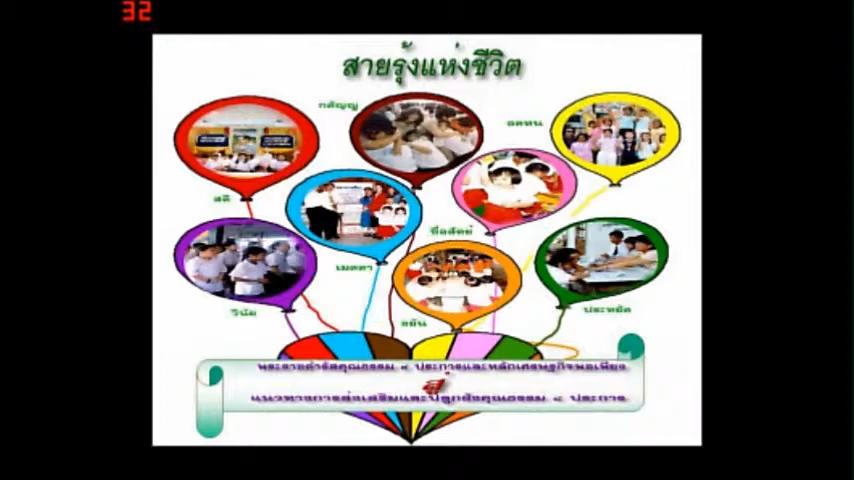 32
สายรุ้งแห่งชีวิต
กตัญญู
อดทน
สติ
ซื่อสัตย์
เมตตา
วินัย
ขยัน
ประหยัด
พระราชดำรัสคุณธรรม ๔ ประการและหลักเศรษฐกิจพอเพียง
สู่
แนวทางการส่งเสริมและปลูกฝังคุณธรรม ๘ ประการ